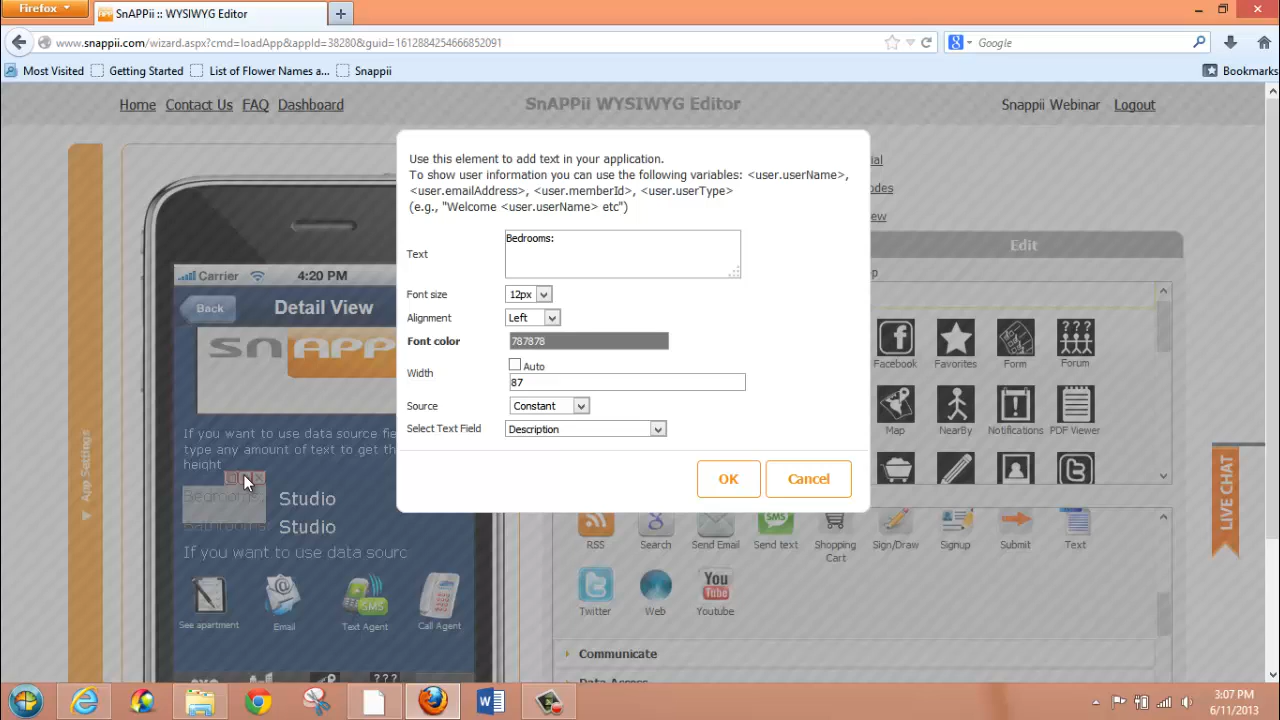 Firefox
SnAPPii :: WYSIWYG Editor
www.snappii.com/wizard.aspx?cmd=loadApp&appId=38280&guid=1612884254666852091
Google
Most Visited
Getting Started
List of Flower Names a...
Snappii
Bookmarks
Home
Contact Us
FAQ
Dashboard
SnAPPii WYSIWYG Editor
Snappii Webinar
Logout
Use this element to add text in your application.
To show user information you can use the following variables: <user.userName>,
<user.emailAddress>, <user.memberId>, <user.userType>
(e.g., "Welcome <user.userName> etc")
Text
Bedrooms:
Font size
12px
Alignment
Left
Font color
787878
Width
Auto
87
Source
Constant
Select Text Field
Description
OK
Cancel
App Settings
Carrier
4:20 PM
Back
Detail View
snAPP
If you want to use data source fie
type any amount of text to get th
height
Bedrooms:
Studio
Bathrooms:
Studio
If you want to use data sourc
See apartment
Email
Text Agent
Call Agent
Edit
Facebook
Favorites
Form
Forum
Map
NearBy
Notifications
PDF Viewer
RSS
Search
Send Email
Send text
Shopping
Cart
Sign/Draw
Signup
Submit
Text
Twitter
Web
Youtube
Communicate
Data Access
LIVE CHAT
3:07 PM
6/11/2013